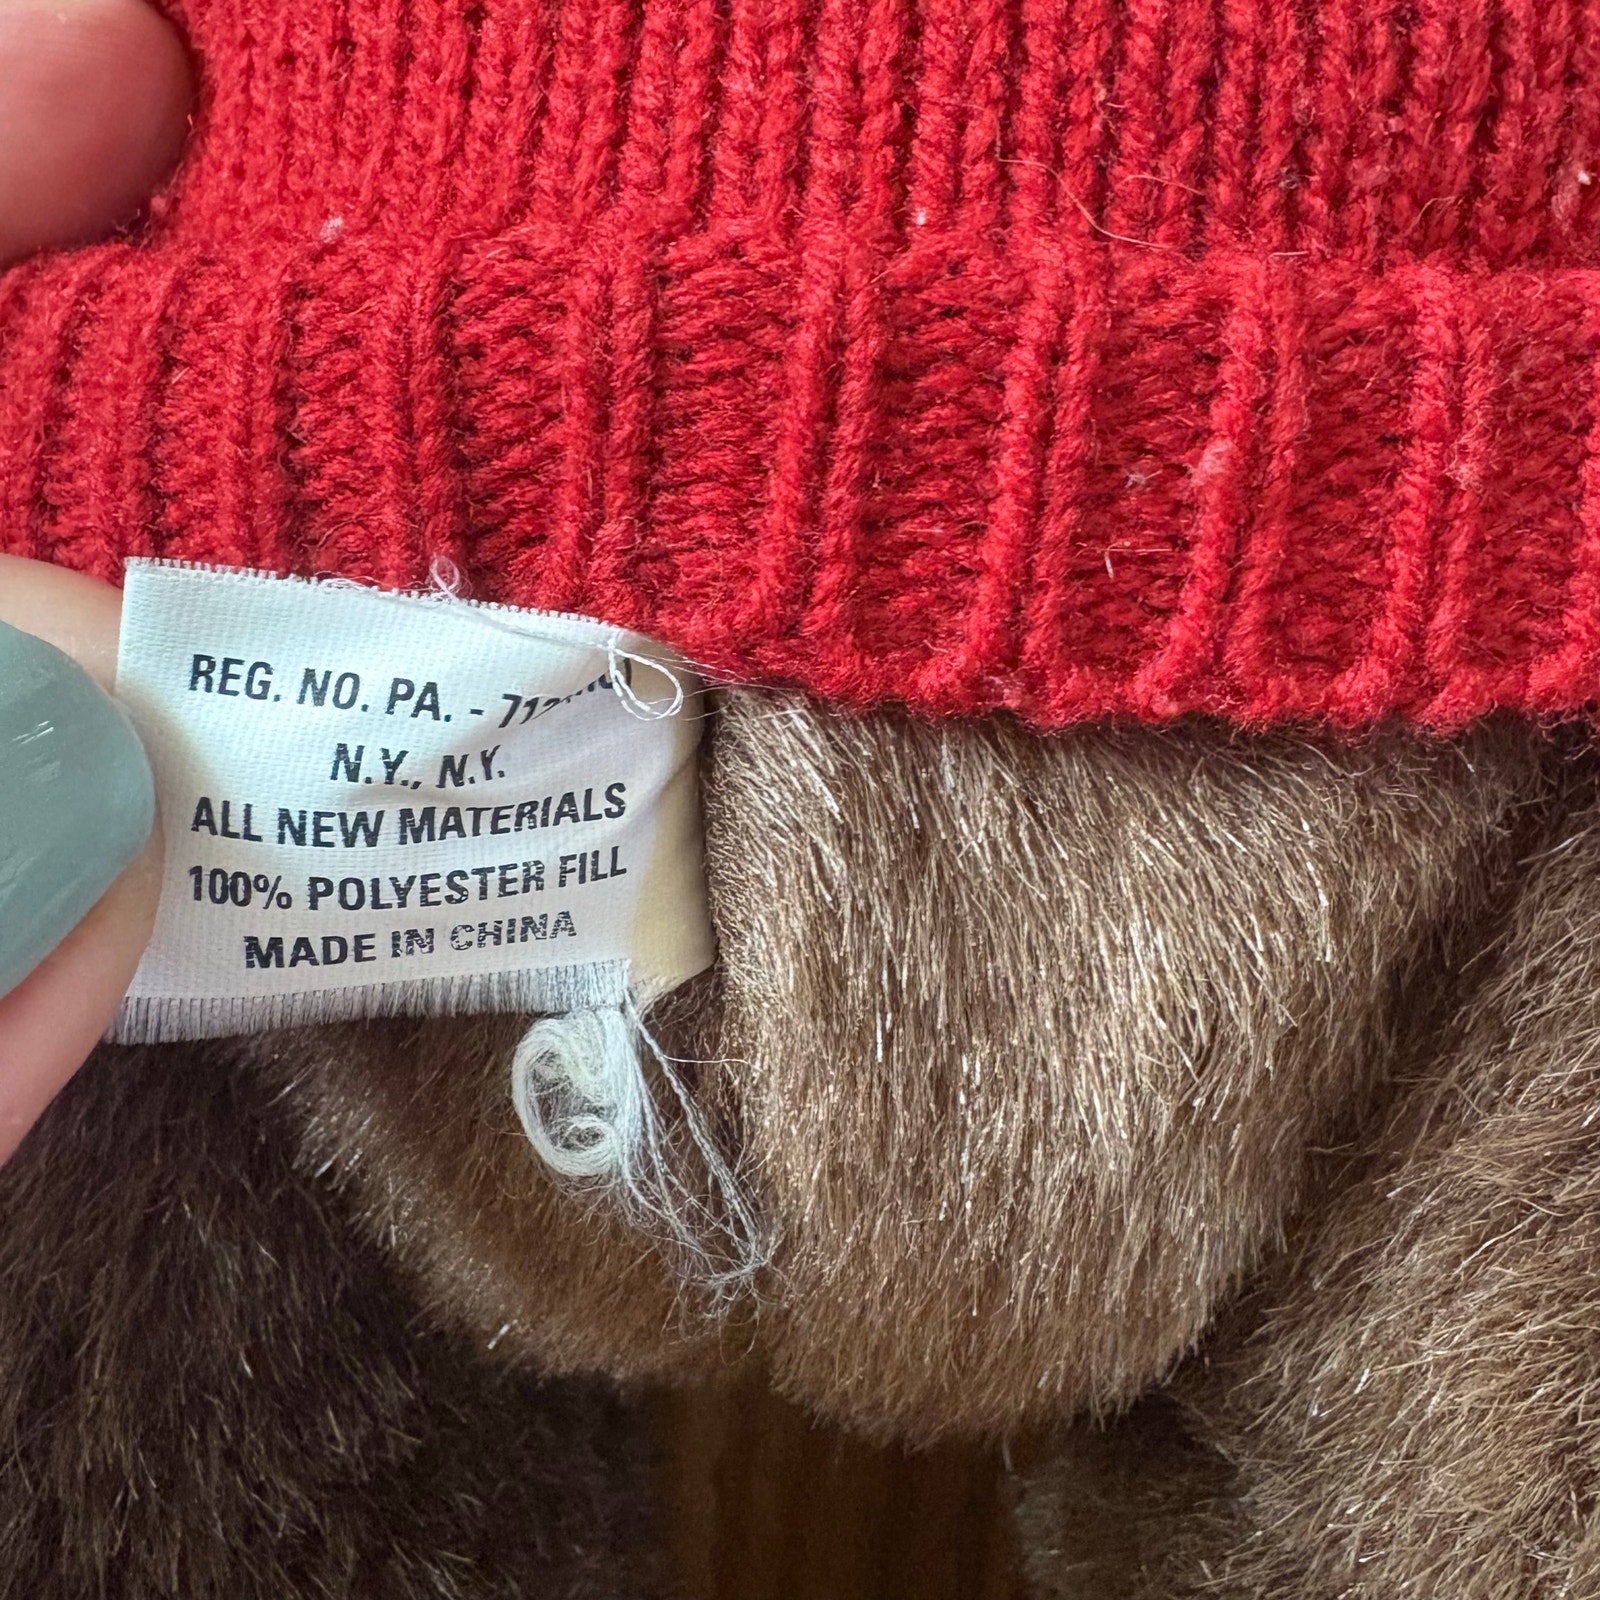 REG. NO. PA. -
N.Y., N.Y.
ALL NEW MATERIALS
100% POLYESTER FILL
MADE IN CHINA